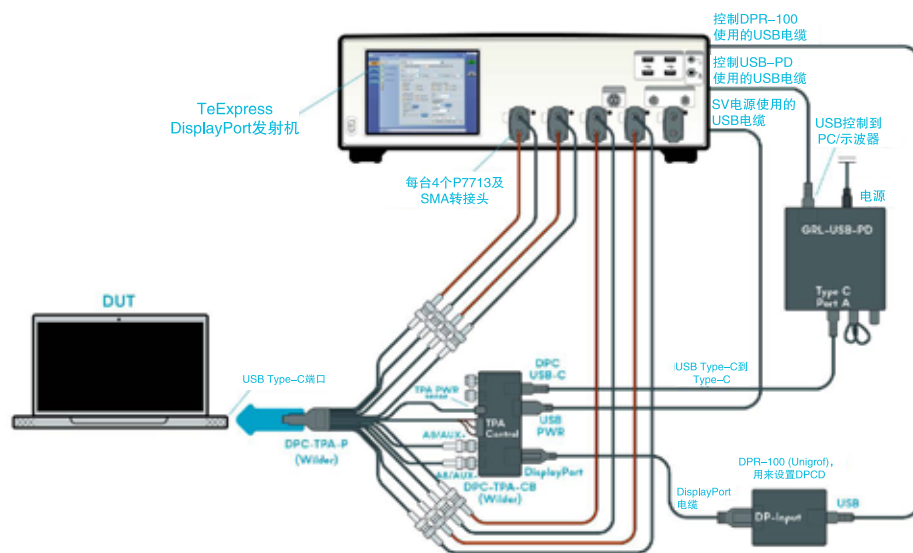 控制DPR-100
使用的USB电缆
控制USB-PD
使用的USB电缆
SV电源使用的
USB电缆
TeExpress
DisplayPort发射机
USB控制到
PC/示波器
每台4个P7713及
SMA转接头
电源
GRL-USB-PD
Type C
Port A
DUT
USB Type-C端口
DPC
USB-C
USB Type-C到
Type-C
TPA PWR
TPA
Control
USB
PWR
A8/AUX-
DPC-TPA-P
(Wilder)
DisplayPort
A8/AUX-
DPC-TPA-CB
(Wilder)
DPR-100 (Unigrof),
用来设置DPCD
DisplayPort
电缆
DP-Input
USB